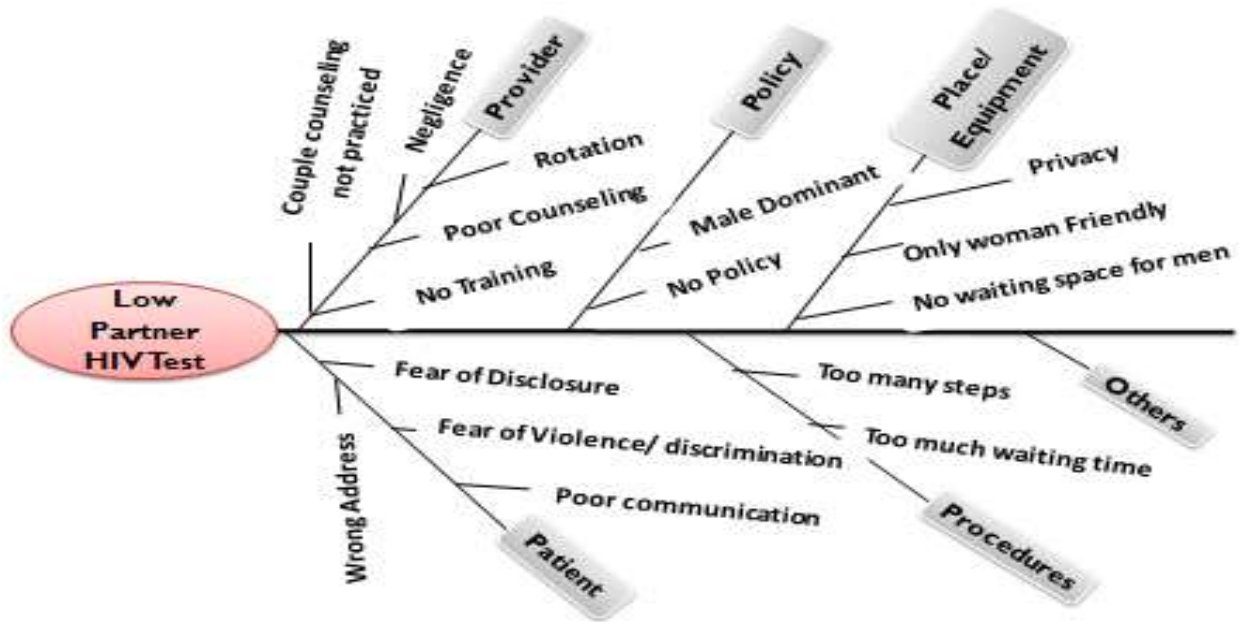 Couple counseling
not practiced
Negligence
Provider
Rotation
Poor Counseling
No Training
Policy
Male Dominant
No Policy
Place/
Equipment
Privacy
Only woman Friendly
No waiting space for men
Low
Partner
HIV Test
Fear of Disclosure
Wrong Address
Fear of Violence/ discrimination
Poor communication
Patient
Too many steps
Too much waiting time
Procedures
Others